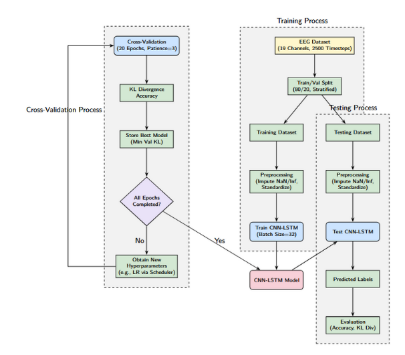 Training Process
Cross-Validation
(20 Epochs, Patience=3)
EEG Dataset
(19 Channels, 2500 Timesteps)
KL Divergence
Accuracy
Train/Val Split
(80/20, Stratified)
Cross-Validation Process
Testing Process
Store Best Model
(Min Val KL)
Training Dataset
Testing Dataset
Preprocessing
(Impute NaN/Inf,
Standardize)
Preprocessing
(Impute NaN/Inf,
Standardize)
All Epochs
Completed?
Train CNN-LSTM
(Batch Size=32)
Test CNN-LSTM
No
Yes
Obtain New
Hyperparameters
(e.g., LR via Scheduler)
CNN-LSTM Model
Predicted Labels
Evaluation
(Accuracy, KL Div)